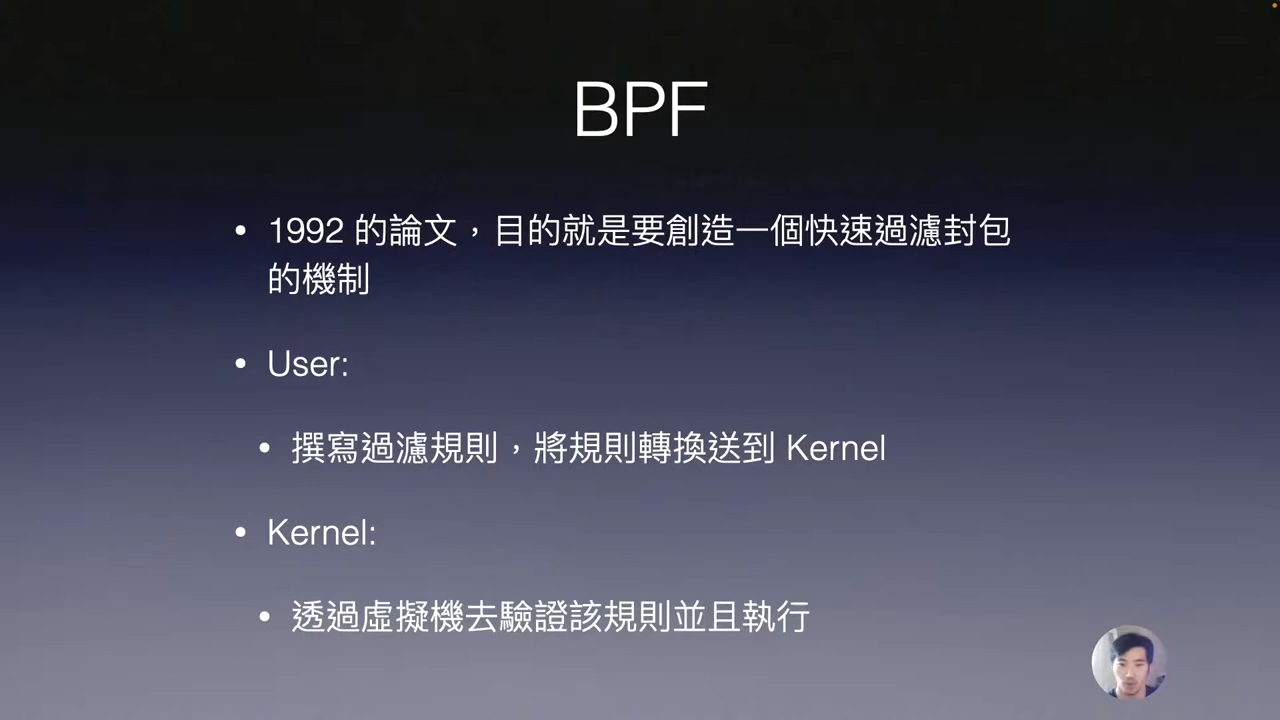 BPF
• 1992 的論文，目的就是要創造一個快速過濾封包
的機制
• User:
• 撰寫過濾規則，將規則轉換送到 Kernel
• Kernel:
• 透過虛擬機去驗證該規則並且執行